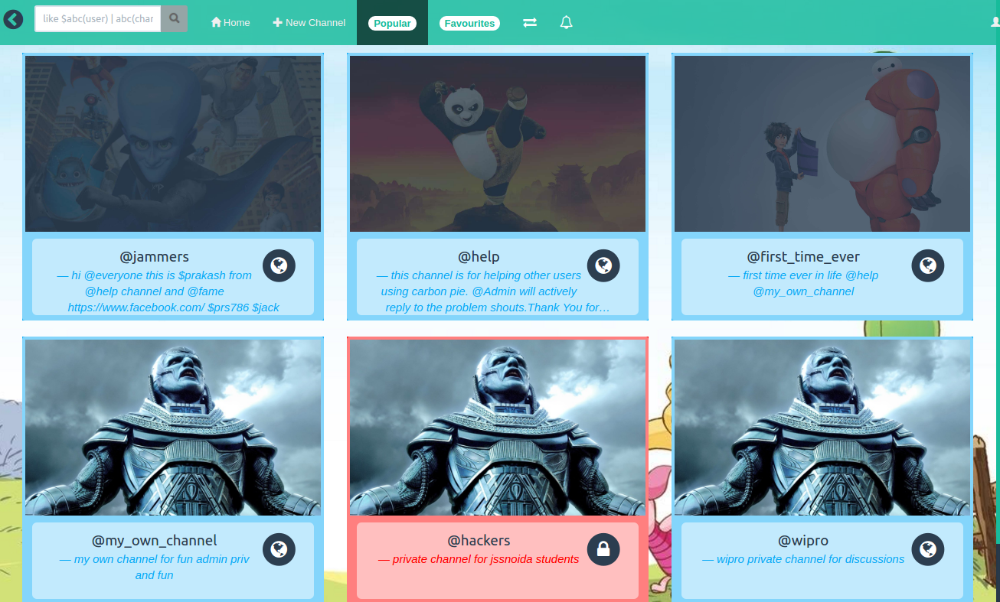 like $abc(user) | abc(char
Home
New Channel
Popular
Favourites
@jammers
— hi @everyone this is $prakash from
@help channel and @fame
https://www.facebook.com/ $prs786 $jack
@help
— this channel is for helping other users
using carbon pie. @Admin will actively
reply to the problem shouts.Thank You for…
@first_time_ever
— first time ever in life @help
@my_own_channel
@my_own_channel
— my own channel for fun admin priv
and fun
@hackers
— private channel for jssnoida students
@wipro
— wipro private channel for discussions